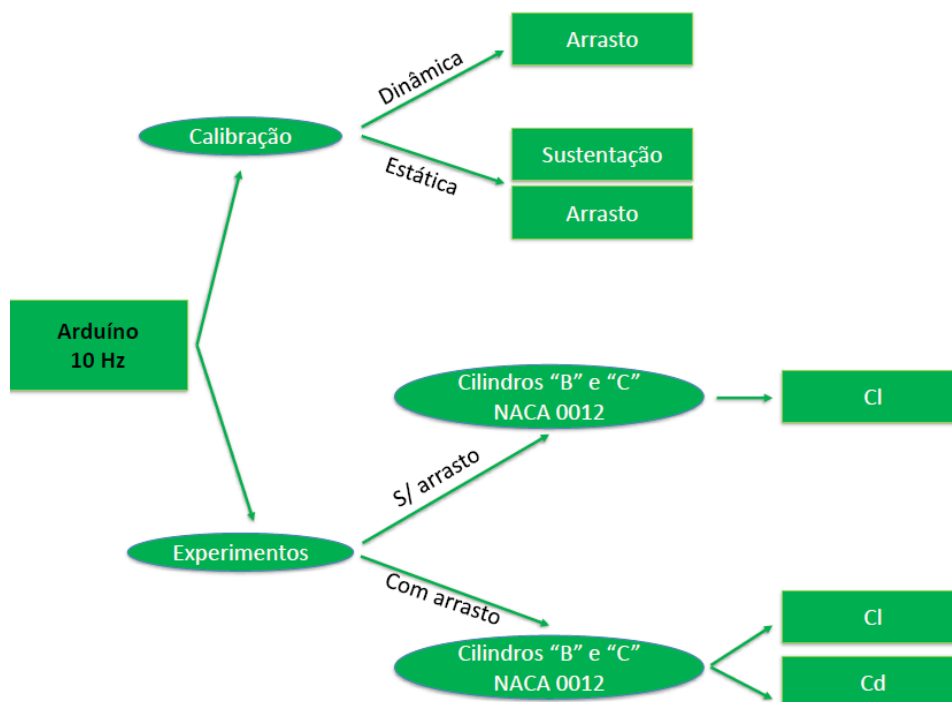 Arrasto
Dinâmica
Calibração
Sustentação
Estática
Arrasto
Arduíno
10 Hz
Cilindros “B” e “C”
NACA 0012
Cl
S/ arrasto
Experimentos
Com arrasto
Cl
Cilindros “B” e “C”
NACA 0012
Cd